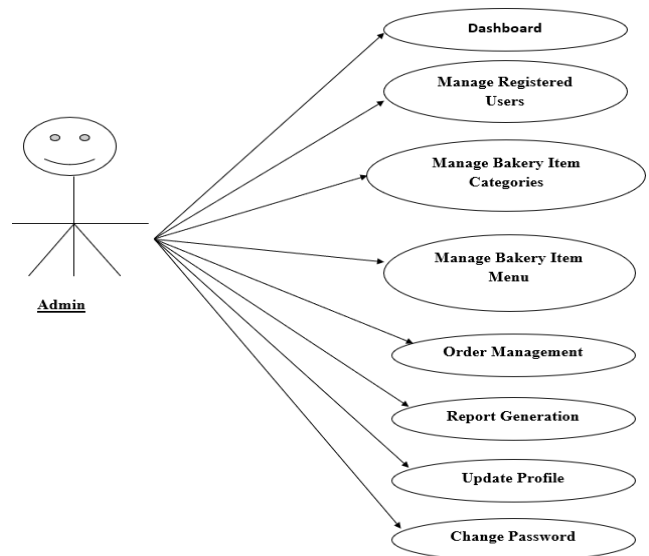 Dashboard
Manage Registered
Users
Manage Bakery Item
Categories
Manage Bakery Item
Menu
Admin
Order Management
Report Generation
Update Profile
Change Password